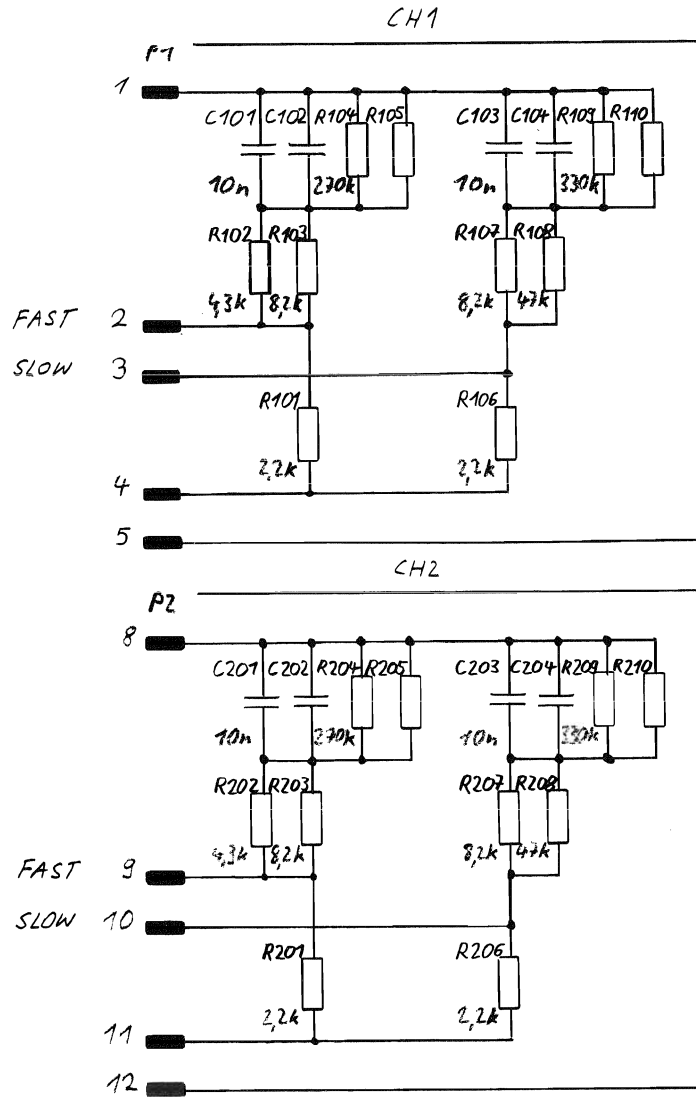 CH1
P1
1
C101 C102 R104 R105 C103 C104 R109 R110
10n 270k 10n 330k
R102 R103 R107 R108
4,3k 8,2k 8,2k 47k
FAST 2
SLOW 3
R101 R106
2,2k 2,2k
4
5
CH2
P2
8
C201 C202 R204 R205 C203 C204 R209 R210
10n 270k 10n 330k
R202 R203 R207 R208
4,3k 8,2k 8,2k 47k
FAST 9
SLOW 10
R201 R206
2,2k 2,2k
11
12